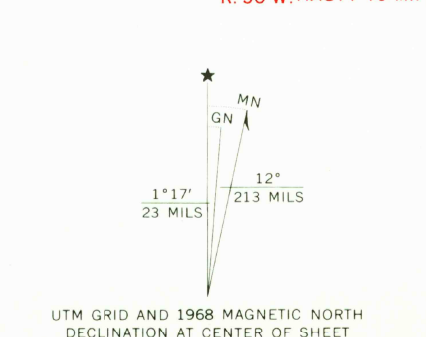 R. 36 W.
★
MN
GN
1°17′
23 MILS
12°
213 MILS
UTM GRID AND 1968 MAGNETIC NORTH
DECLINATION AT CENTER OF SHEET